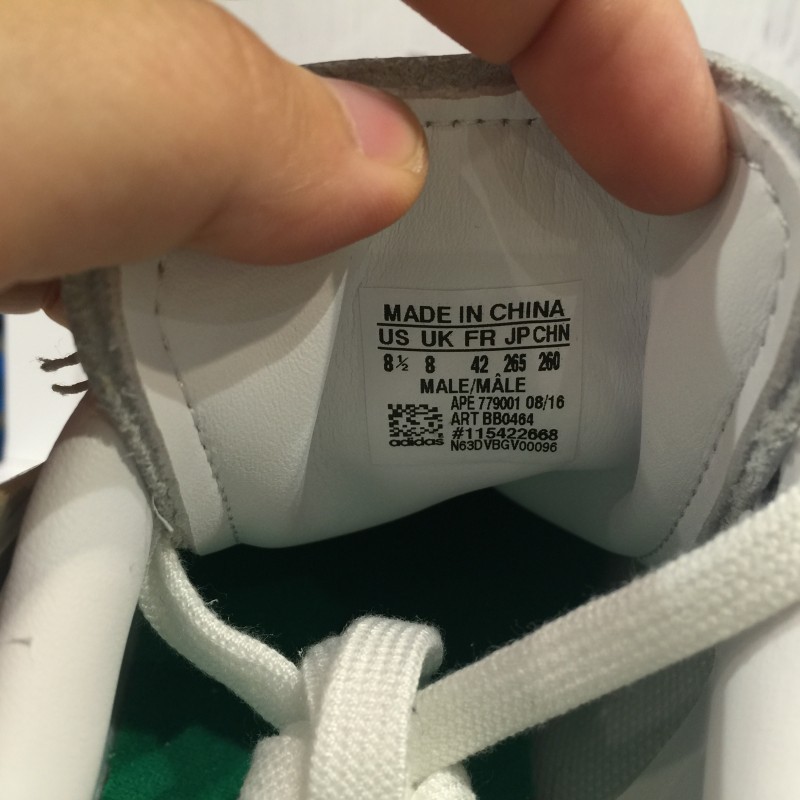 MADE IN CHINA
US UK FR JP CHN
8½ 8 42 265 260
MALE/MÂLE
APE 779001 08/16
ART BB0464
#115422668
adidas N63DVBGV00096